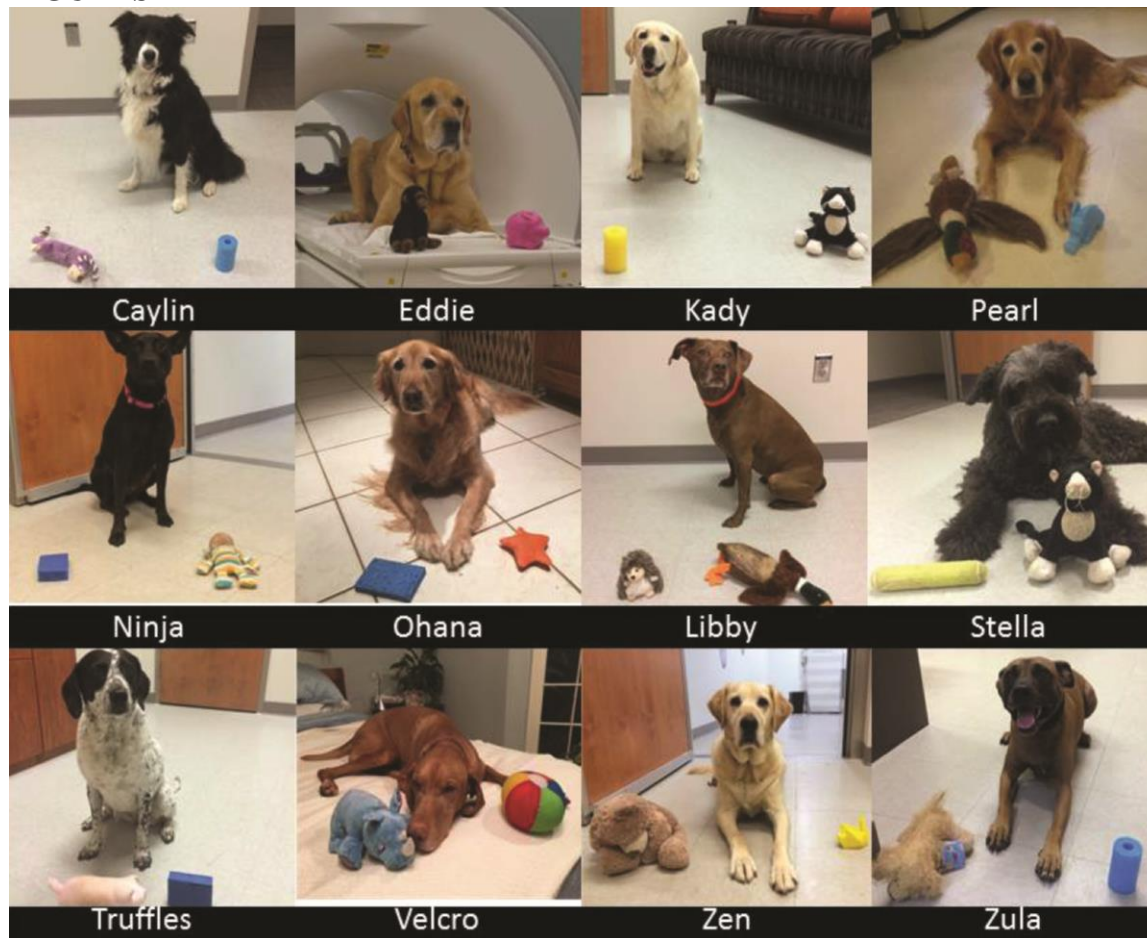 Caylin Eddie Kady Pearl
Ninja Ohana Libby Stella
Truffles Velcro Zen Zula